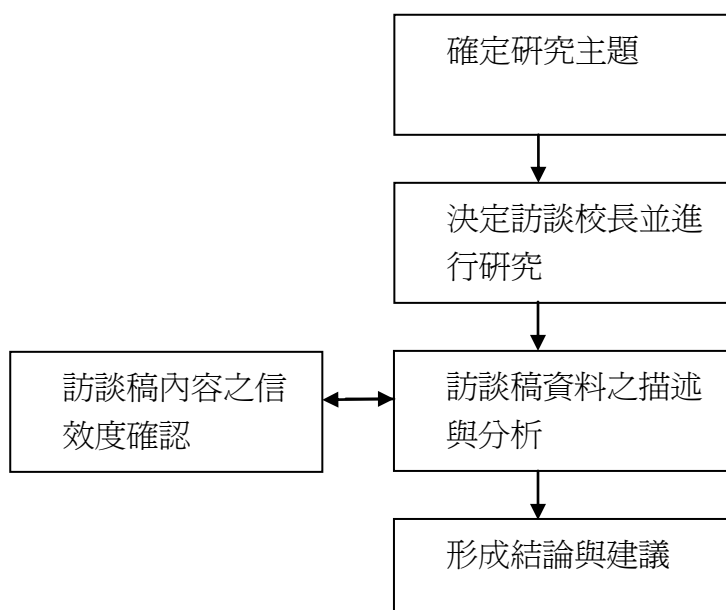 確定研究主題
決定訪談校長並進
行研究
訪談稿內容之信
效度確認
訪談稿資料之描述
與分析
形成結論與建議